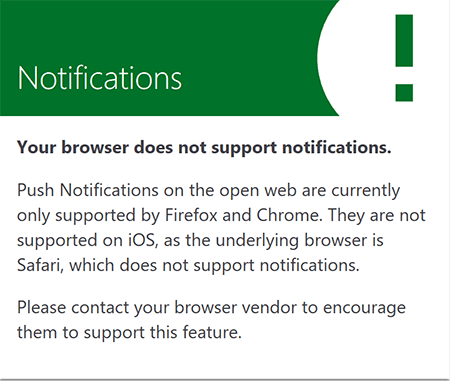 Notifications
Your browser does not support notifications.
Push Notifications on the open web are currently
only supported by Firefox and Chrome. They are not
supported on iOS, as the underlying browser is
Safari, which does not support notifications.
Please contact your browser vendor to encourage
them to support this feature.